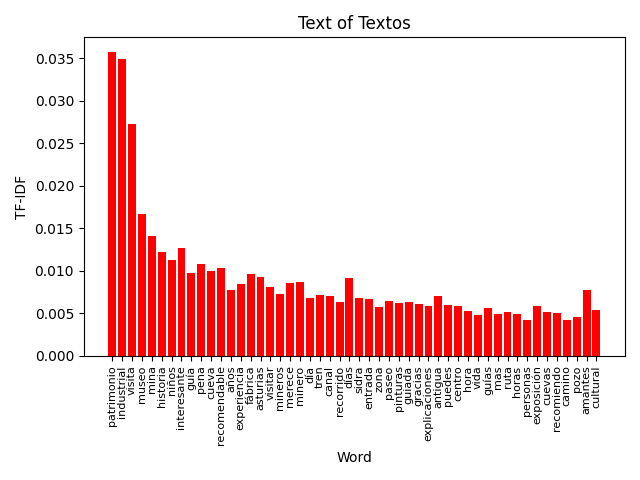 Text of Textos
TF-IDF
0.035
0.030
0.025
0.020
0.015
0.010
0.005
0.000
patrimonio
industrial
visita
museo
mina
historia
niños
interesante
guía
pena
cueva
recomendable
años
experiencia
fábrica
asturias
visitar
mineros
merece
minero
día
tren
canal
recorrido
días
sidra
entrada
zona
paseo
pinturas
guiada
gracias
explicaciones
antigua
puedes
centro
hora
vida
guías
mas
ruta
horas
personas
exposición
cuevas
recomiendo
camino
pozo
amantes
cultural
Word